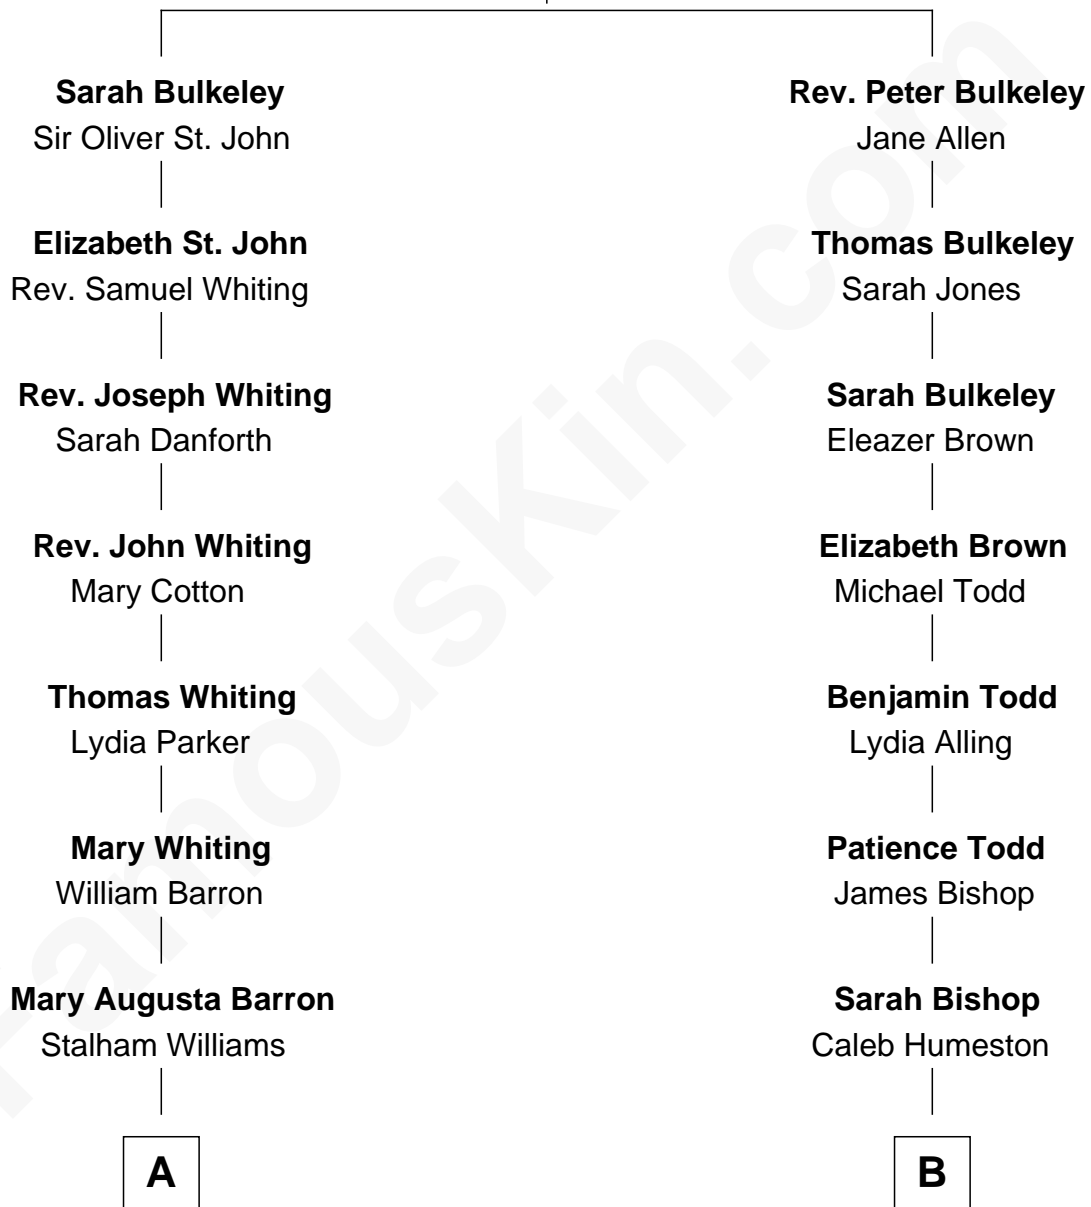 Sarah Bulkeley
Sir Oliver St. John
Elizabeth St. John
Rev. Samuel Whiting
Rev. Joseph Whiting
Sarah Danforth
Rev. John Whiting
Mary Cotton
Thomas Whiting
Lydia Parker
Mary Whiting
William Barron
Mary Augusta Barron
Stalham Williams
A
Rev. Peter Bulkeley
Jane Allen
Thomas Bulkeley
Sarah Jones
Sarah Bulkeley
Eleazer Brown
Elizabeth Brown
Michael Todd
Benjamin Todd
Lydia Alling
Patience Todd
James Bishop
Sarah Bishop
Caleb Humeston
B
FamousKin.com